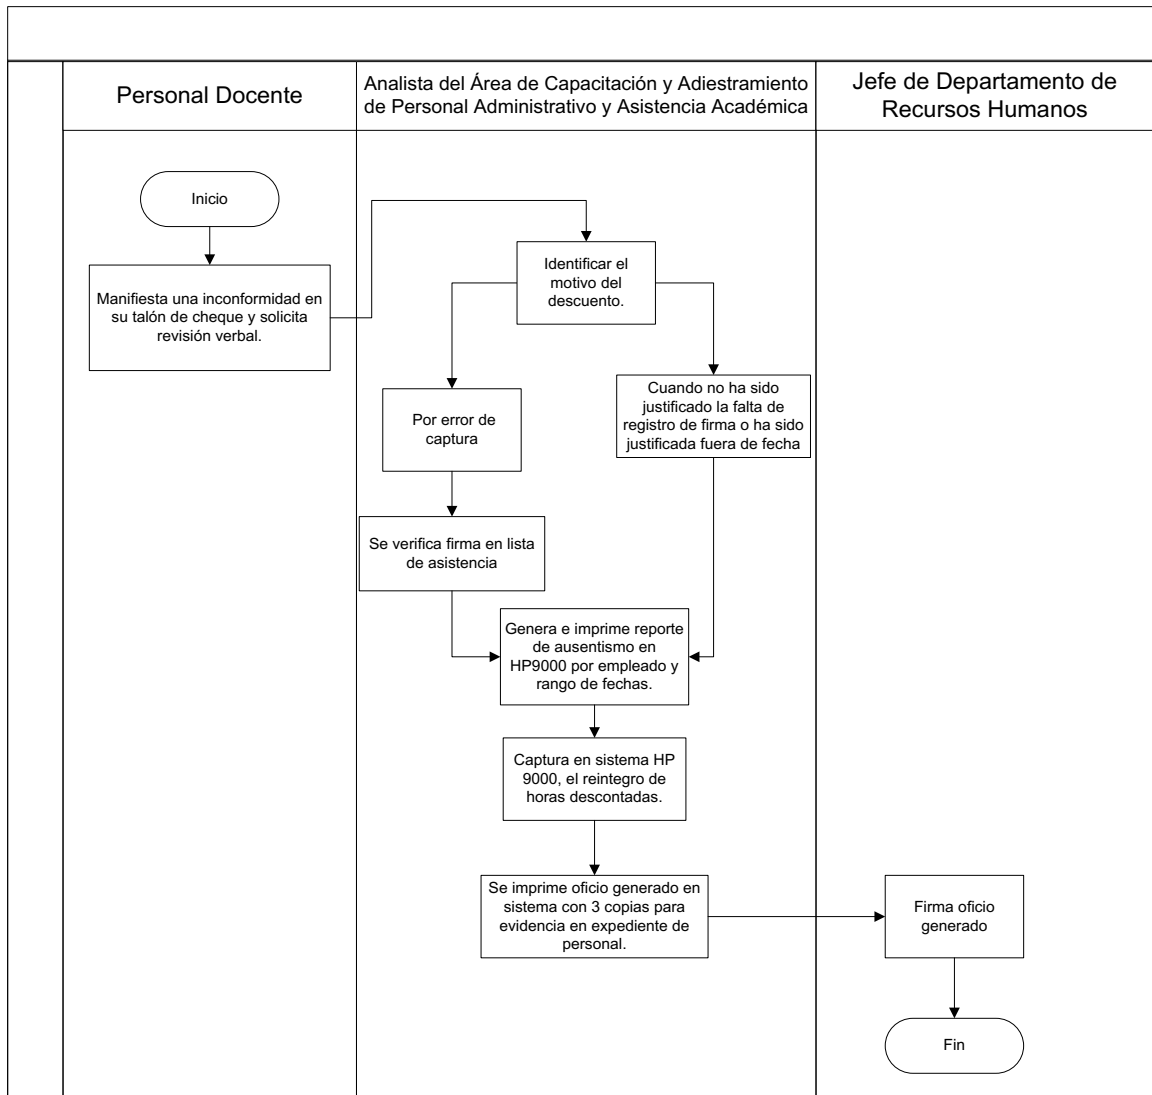 Personal Docente
Analista del Área de Capacitación y Adiestramiento
de Personal Administrativo y Asistencia Académica
Jefe de Departamento de
Recursos Humanos
Inicio
Manifiesta una inconformidad en
su talón de cheque y solicita
revisión verbal.
Identificar el
motivo del
descuento.
Por error de
captura
Cuando no ha sido
justificado la falta de
registro de firma o ha sido
justificada fuera de fecha
Se verifica firma en lista
de asistencia
Genera e imprime reporte
de ausentismo en
HP9000 por empleado y
rango de fechas.
Captura en sistema HP
9000, el reintegro de
horas descontadas.
Se imprime oficio generado en
sistema con 3 copias para
evidencia en expediente de
personal.
Firma oficio
generado
Fin